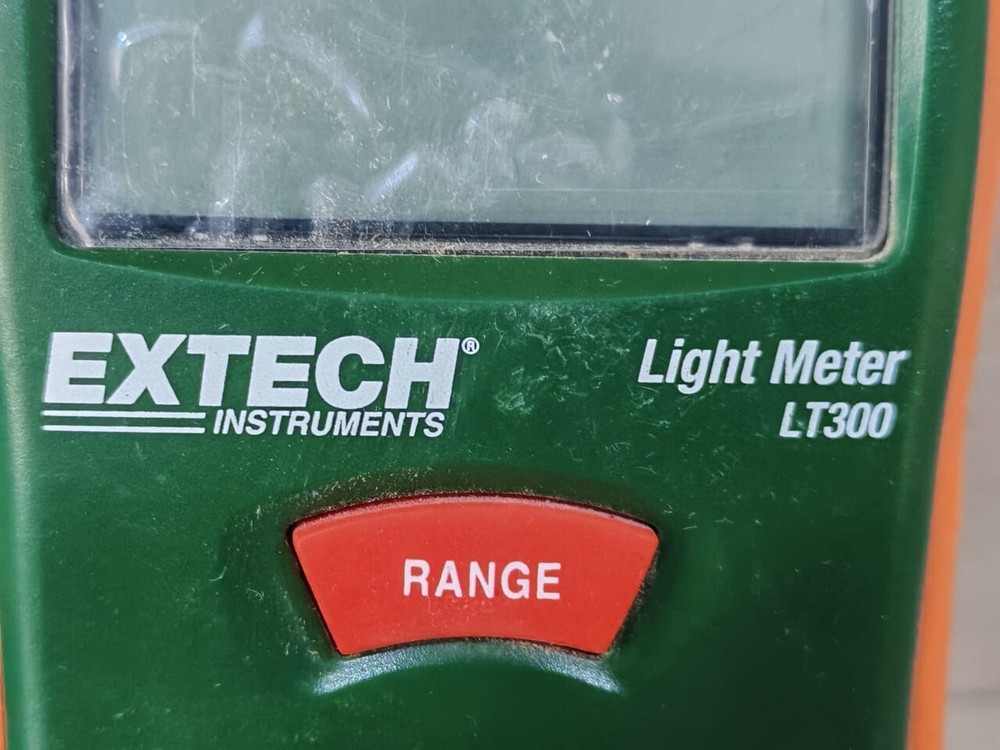 EXTECH®
INSTRUMENTS
Light Meter
LT300
RANGE